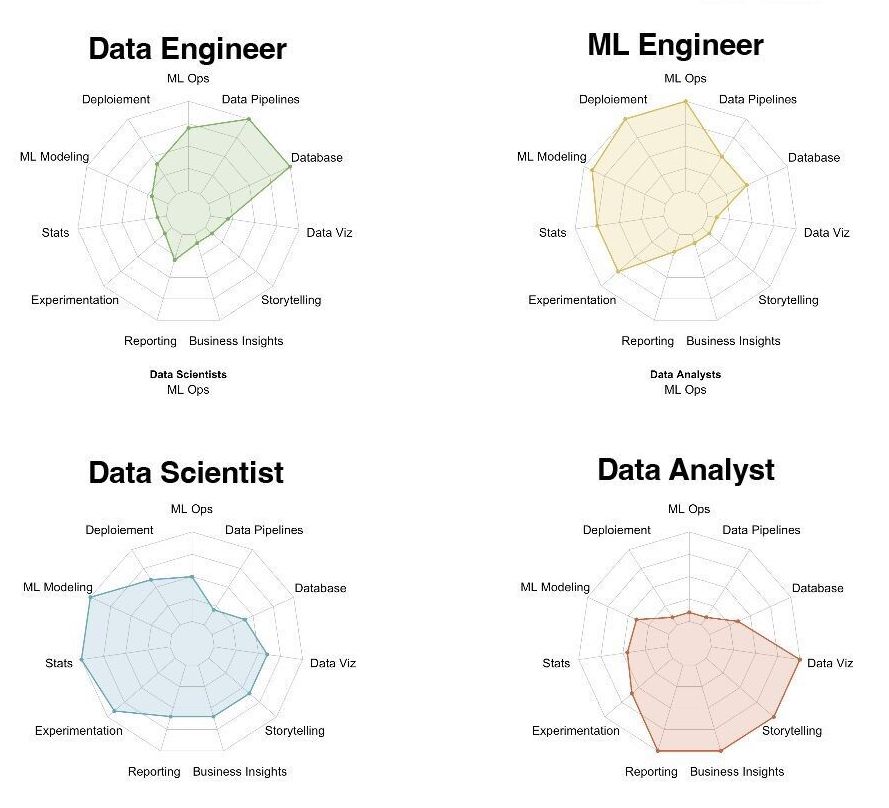 Data Engineer
ML Ops
Deploiement
Data Pipelines
ML Modeling
Database
Stats
Data Viz
Experimentation
Storytelling
Reporting
Business Insights
Data Scientists
ML Ops
ML Engineer
ML Ops
Deploiement
Data Pipelines
ML Modeling
Database
Stats
Data Viz
Experimentation
Storytelling
Reporting
Business Insights
Data Analysts
ML Ops
Data Scientist
ML Ops
Deploiement
Data Pipelines
ML Modeling
Database
Stats
Data Viz
Experimentation
Storytelling
Reporting
Business Insights
Data Analyst
ML Ops
Deploiement
Data Pipelines
ML Modeling
Database
Stats
Data Viz
Experimentation
Storytelling
Reporting
Business Insights